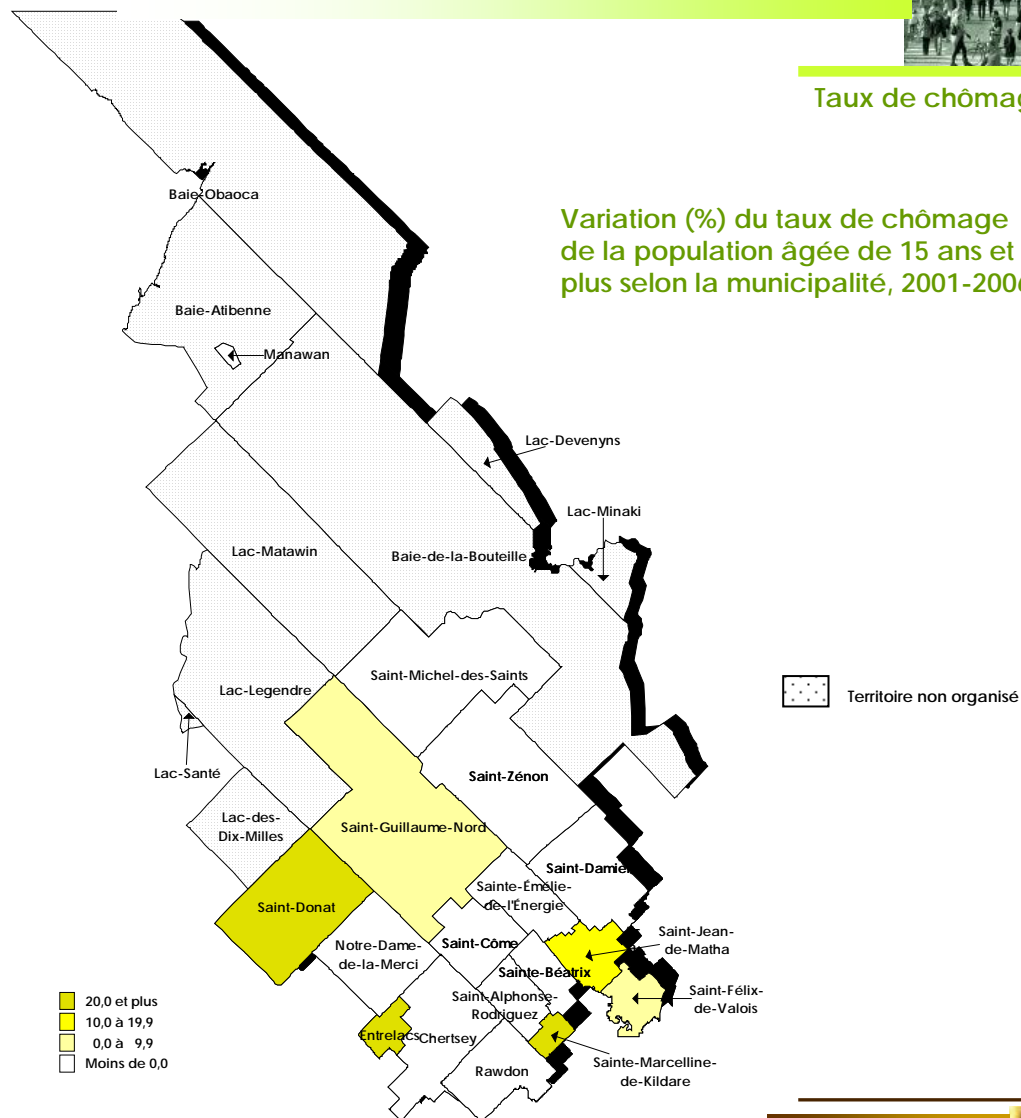 Taux de chômag
Variation (%) du taux de chômage
de la population âgée de 15 ans et
plus selon la municipalité, 2001-2006
Baie-Obaoca
Baie-Atibenne
Manawan
Lac-Devenyns
Lac-Minaki
Lac-Matawin
Baie-de-la-Bouteille
Saint-Michel-des-Saints
Lac-Legendre
Territoire non organisé
Lac-Santé
Saint-Zénon
Lac-des-
Dix-Milles
Saint-Guillaume-Nord
Saint-Damien
Sainte-Émélie-
de-l'Énergie
Saint-Donat
Saint-Jean-
de-Matha
Notre-Dame-
de-la-Merci
Saint-Côme
Sainte-Béatrix
Saint-Alphonse-
Rodriguez
Saint-Félix-
de-Valois
20,0 et plus
10,0 à 19,9
0,0 à 9,9
Moins de 0,0
Entrelacs
Chertsey
Sainte-Marcelline-
de-Kildare
Rawdon